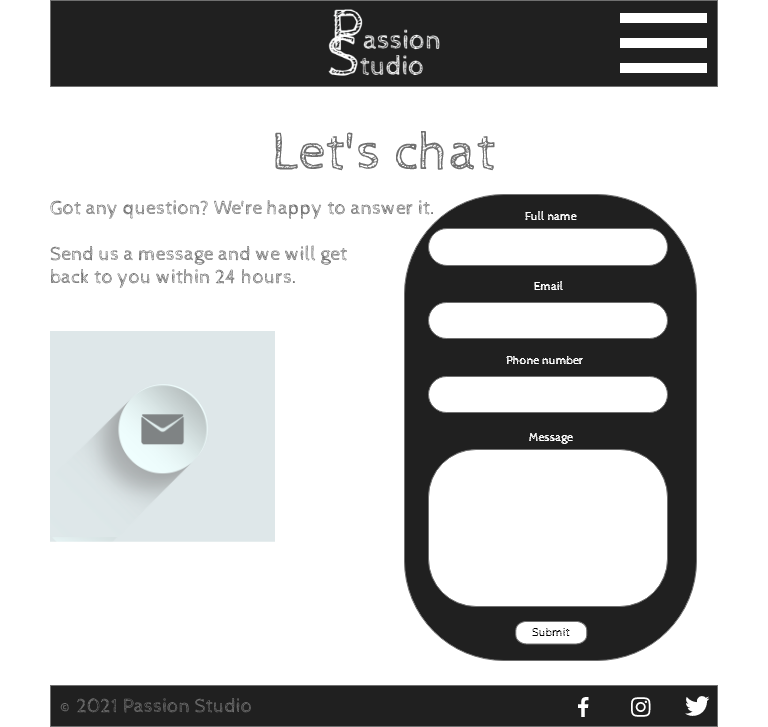 Passion
Studio
Let's chat
Got any question? We're happy to answer it.
Send us a message and we will get
back to you within 24 hours.
Full name
Email
Phone number
Message
Submit
© 2021 Passion Studio